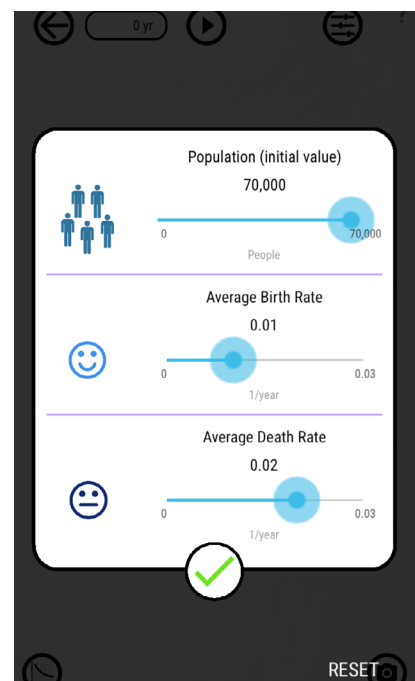 0 yr
?
Population (initial value)
70,000
0
70,000
People
Average Birth Rate
0.01
0
0.03
1/year
Average Death Rate
0.02
0
0.03
1/year
RESET